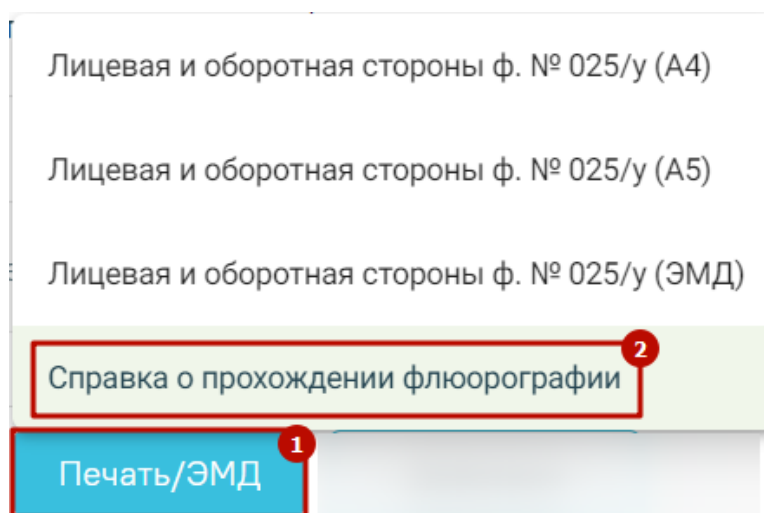 Лицевая и оборотная стороны ф. № 025/у (А4)
Лицевая и оборотная стороны ф. № 025/у (А5)
Лицевая и оборотная стороны ф. № 025/у (ЭМД)
2
Справка о прохождении флюорографии
1
Печать/ЭМД